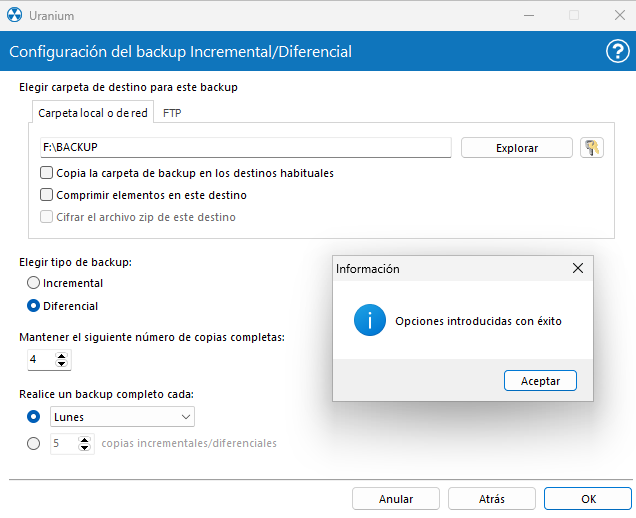 Uranium
Configuración del backup Incremental/Diferencial
?
Elegir carpeta de destino para este backup
Carpeta local o de red
FTP
F:\BACKUP
Explorar
Copia la carpeta de backup en los destinos habituales
Comprimir elementos en este destino
Cifrar el archivo zip de este destino
Elegir tipo de backup:
Incremental
Diferencial
Mantener el siguiente número de copias completas:
4
Realice un backup completo cada:
Lunes
5 copias incrementales/diferenciales
Información
i
Opciones introducidas con éxito
Aceptar
Anular
Atrás
OK